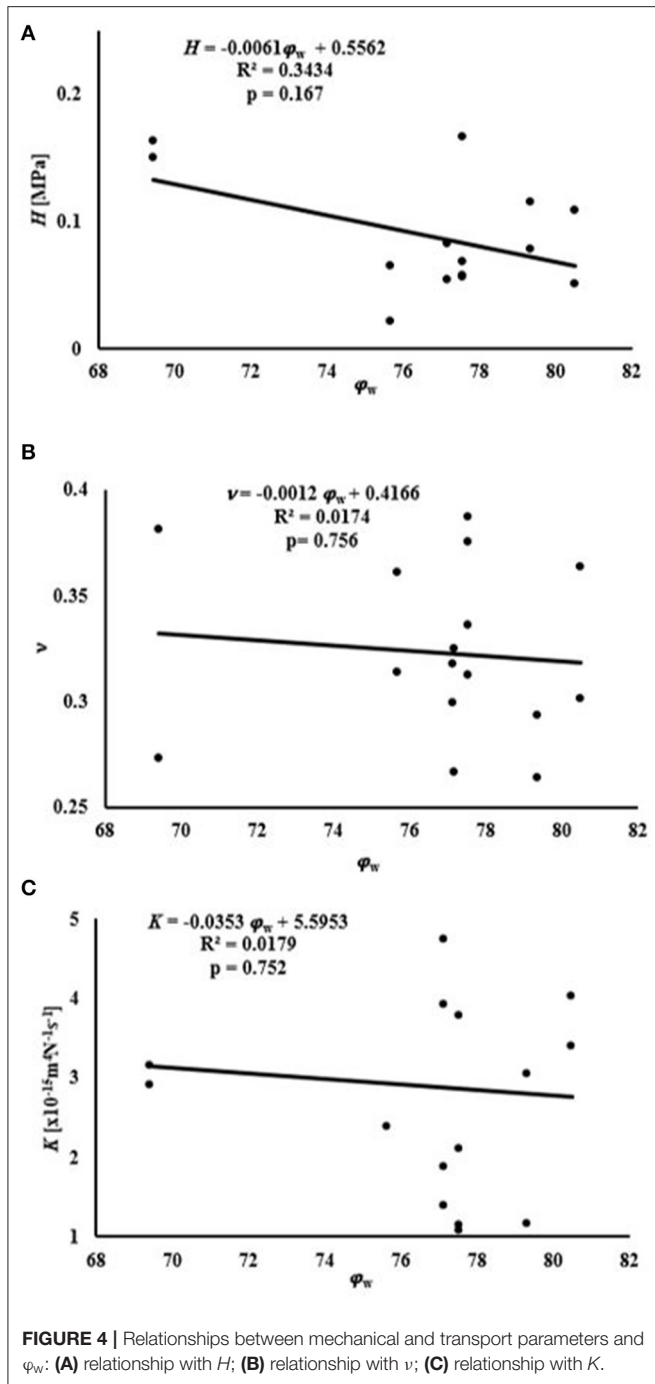 A
H = -0.0061φw + 0.5562
R² = 0.3434
p = 0.167
0.2
0.1
0
H [MPa]
68 70 72 74 76 78 80 82
φw
B
ν= -0.0012 φw + 0.4166
R² = 0.0174
p= 0.756
0.4
0.35
0.3
0.25
ν
68 70 72 74 76 78 80 82
φw
C
K = -0.0353 φw + 5.5953
R² = 0.0179
p = 0.752
5
4
3
2
1
K [x10⁻¹⁵m⁴N⁻¹s⁻¹]
68 70 72 74 76 78 80 82
φw
FIGURE 4 | Relationships between mechanical and transport parameters and
φw: (A) relationship with H; (B) relationship with ν; (C) relationship with K.